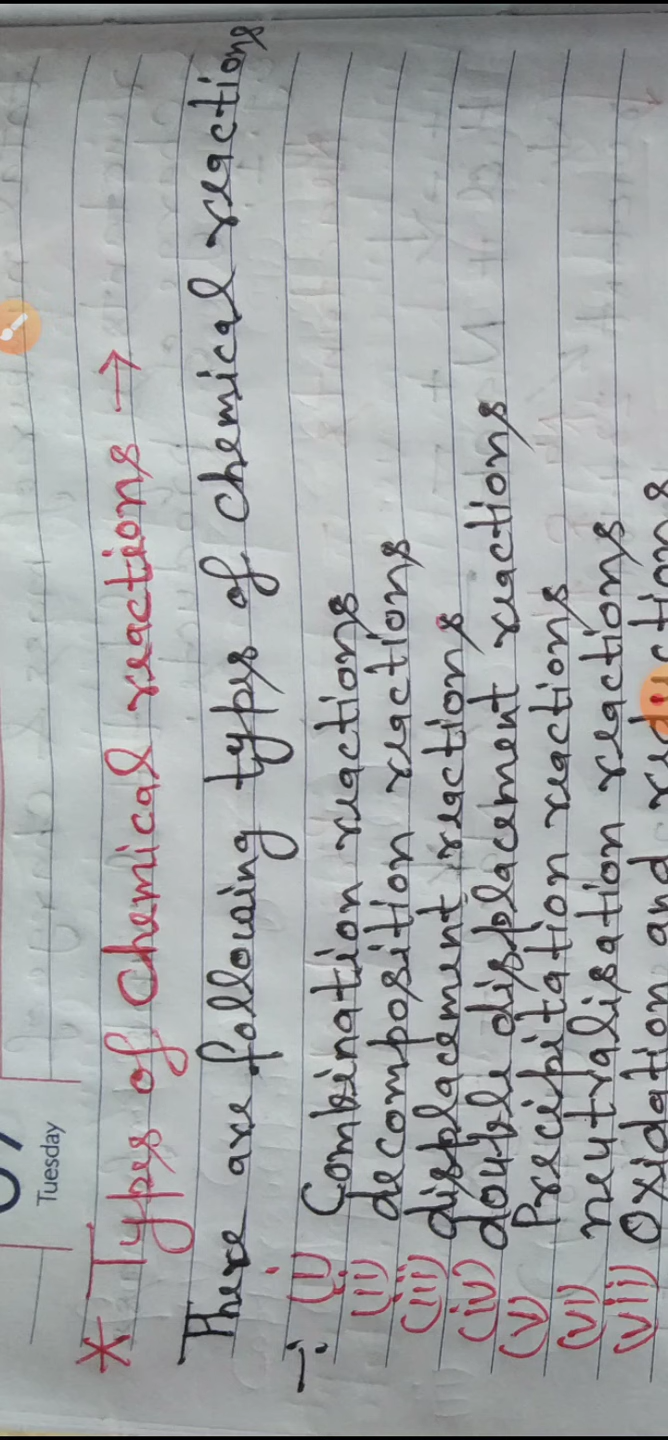 Tuesday
* Types of Chemical reactions →
There are following types of chemical reactions
-:
(i) Combination reactions
(ii) decomposition reactions
(iii) displacement reactions
(iv) double displacement reactions
(v) Precipitation reactions
(vi) neutralisation reactions
(vii) Oxidation and